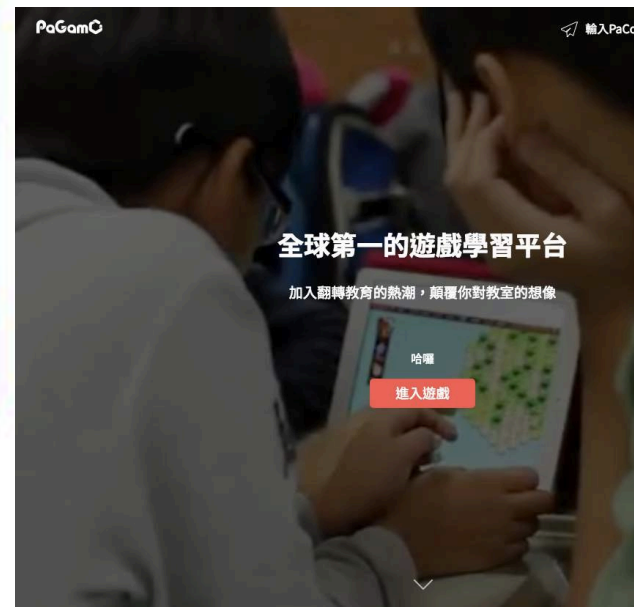 PaGamO
輸入PaCo
全球第一的遊戲學習平台
加入翻轉教育的熱潮，顛覆你對教室的想像
哈囉
進入遊戲